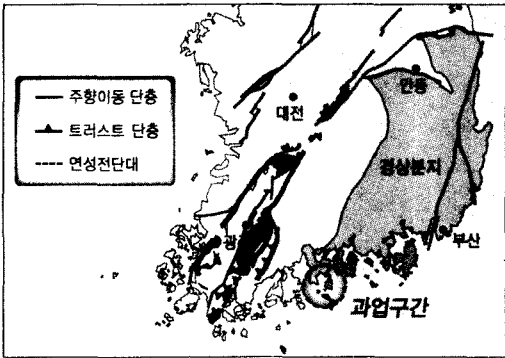 주향이동 단층
트러스트 단층
연성전단대
대전
안동
경상분지
광
부산
과업구간